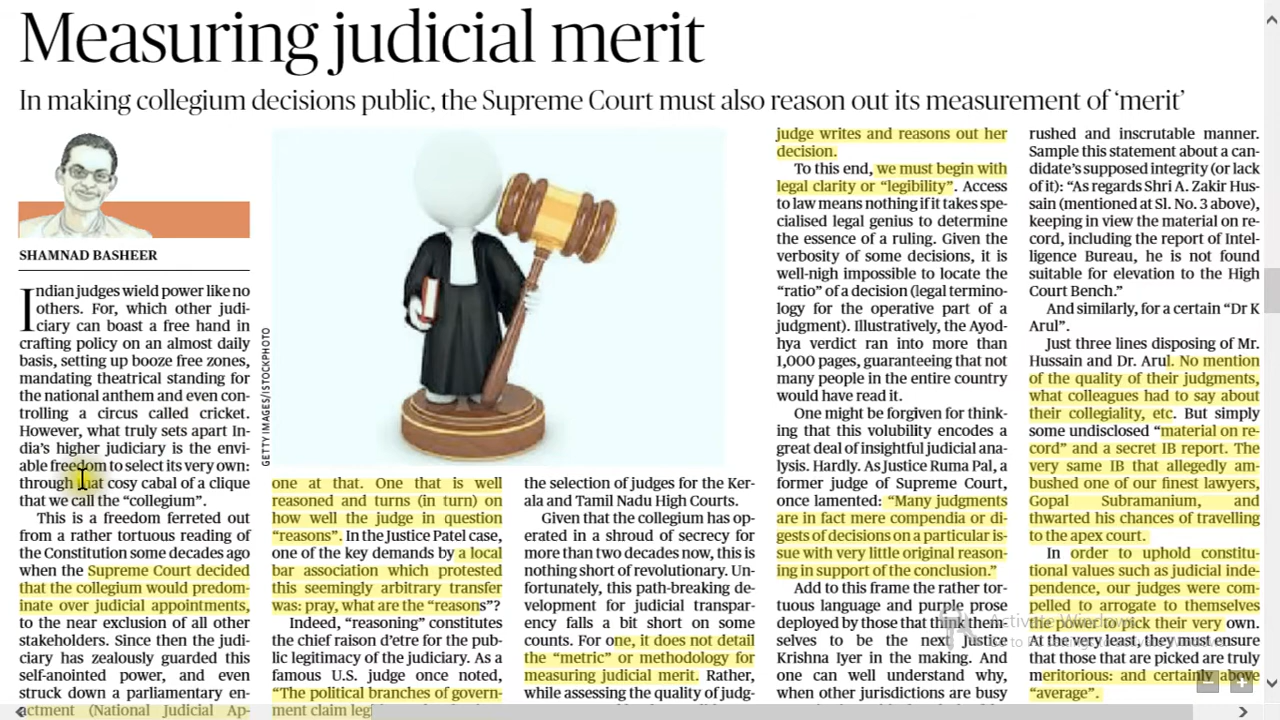 Measuring judicial merit
In making collegium decisions public, the Supreme Court must also reason out its measurement of ‘merit’
SHAMNAD BASHEER
Indian judges wield power like no
others. For, which other judi-
ciary can boast a free hand in
crafting policy on an almost daily
basis, setting up booze free zones,
mandating theatrical standing for
the national anthem and even con-
trolling a circus called cricket.
However, what truly sets apart In-
dia’s higher judiciary is the envi-
able freedom to select its very own:
through that cosy cabal of a clique
that we call the “collegium”.
This is a freedom ferreted out
from a rather tortuous reading of
the Constitution some decades ago
when the Supreme Court decided
that the collegium would predom-
inate over judicial appointments,
to the near exclusion of all other
stakeholders. Since then the judi-
ciary has zealously guarded this
self-anointed power, and even
struck down a parliamentary en-
actment (National Judicial Ap-
GETTY IMAGES/ISTOCKPHOTO
one at that. One that is well
reasoned and turns (in turn) on
how well the judge in question
“reasons”. In the Justice Patel case,
one of the key demands by a local
bar association which protested
this seemingly arbitrary transfer
was: pray, what are the “reasons”?
Indeed, “reasoning” constitutes
the chief raison d’etre for the pub-
lic legitimacy of the judiciary. As a
famous U.S. judge once noted,
“The political branches of govern-
ment claim
the selection of judges for the Ker-
ala and Tamil Nadu High Courts.
Given that the collegium has op-
erated in a shroud of secrecy for
more than two decades now, this is
nothing short of revolutionary. Un-
fortunately, this path-breaking de-
velopment for judicial transpar-
ency falls a bit short on some
counts. For one, it does not detail
the “metric” or methodology for
measuring judicial merit. Rather,
while assessing the quality of judg-
judge writes and reasons out her
decision.
To this end, we must begin with
legal clarity or “legibility”. Access
to law means nothing if it takes spe-
cialised legal genius to determine
the essence of a ruling. Given the
verbosity of some decisions, it is
well-nigh impossible to locate the
“ratio” of a decision (legal termino-
logy for the operative part of a
judgment). Illustratively, the Ayod-
hya verdict ran into more than
1,000 pages, guaranteeing that not
many people in the entire country
would have read it.
One might be forgiven for think-
ing that this volubility encodes a
great deal of insightful judicial ana-
lysis. Hardly. As Justice Ruma Pal, a
former judge of Supreme Court,
once lamented: “Many judgments
are in fact mere compendia or di-
gests of decisions on a particular is-
sue with very little original reason-
ing in support of the conclusion.”
Add to this frame the rather tor-
tuous language and purple prose
deployed by those that think
selves to be the next Justice
Krishna Iyer in the making. And
one can well understand why,
when other jurisdictions are busy
rushed and inscrutable manner.
Sample this statement about a can-
didate’s supposed integrity (or lack
of it): “As regards Shri A. Zakir Hus-
sain (mentioned at Sl. No. 3 above),
keeping in view the material on re-
cord, including the report of Intel-
ligence Bureau, he is not found
suitable for elevation to the High
Court Bench.”
And similarly, for a certain “Dr K
Arul”.
Just three lines disposing of Mr.
Hussain and Dr. Arul. No mention
of the quality of their judgments,
what colleagues had to say about
their collegiality, etc. But simply
some undisclosed “material on re-
cord” and a secret IB report. The
very same IB that allegedly am-
bushed one of our finest lawyers,
Gopal Subramanium, and
thwarted his chances of travelling
to the apex court.
In order to uphold constitu-
tional values such as judicial inde-
pendence, our judges were com-
pelled to arrogate to themselves
the power to pick their very own.
At the very least, they must ensure
that those that are picked are truly
meritorious: and certainly above
“average”.
Activate Windows